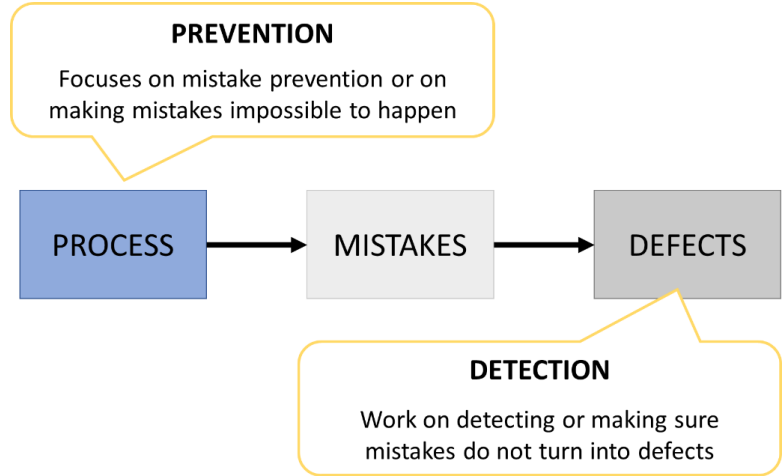 PREVENTION
Focuses on mistake prevention or on
making mistakes impossible to happen
PROCESS
MISTAKES
DEFECTS
DETECTION
Work on detecting or making sure
mistakes do not turn into defects